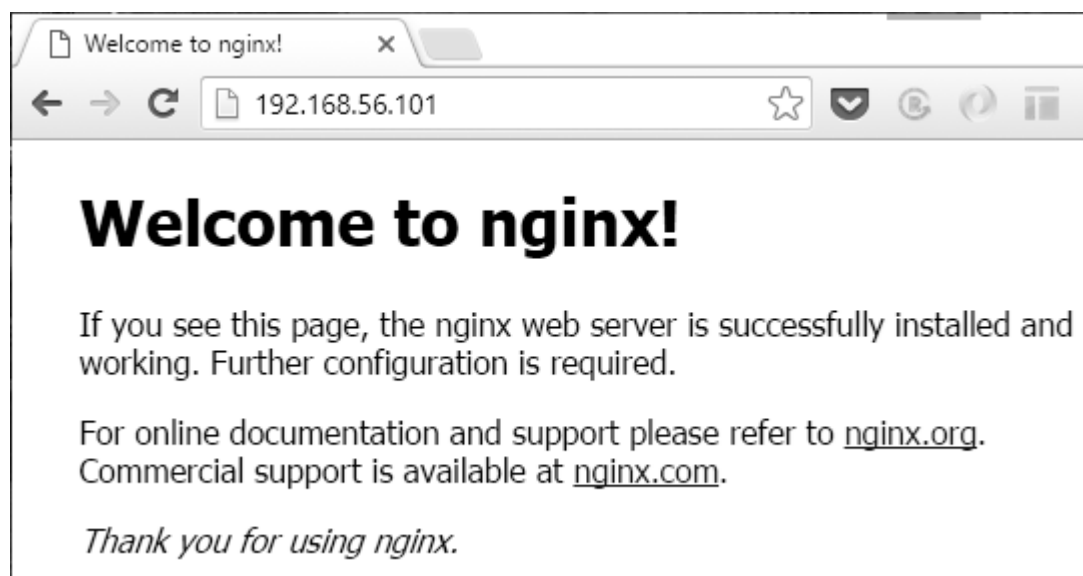 Welcome to nginx!
192.168.56.101
Welcome to nginx!
If you see this page, the nginx web server is successfully installed and
working. Further configuration is required.
For online documentation and support please refer to nginx.org.
Commercial support is available at nginx.com.
Thank you for using nginx.